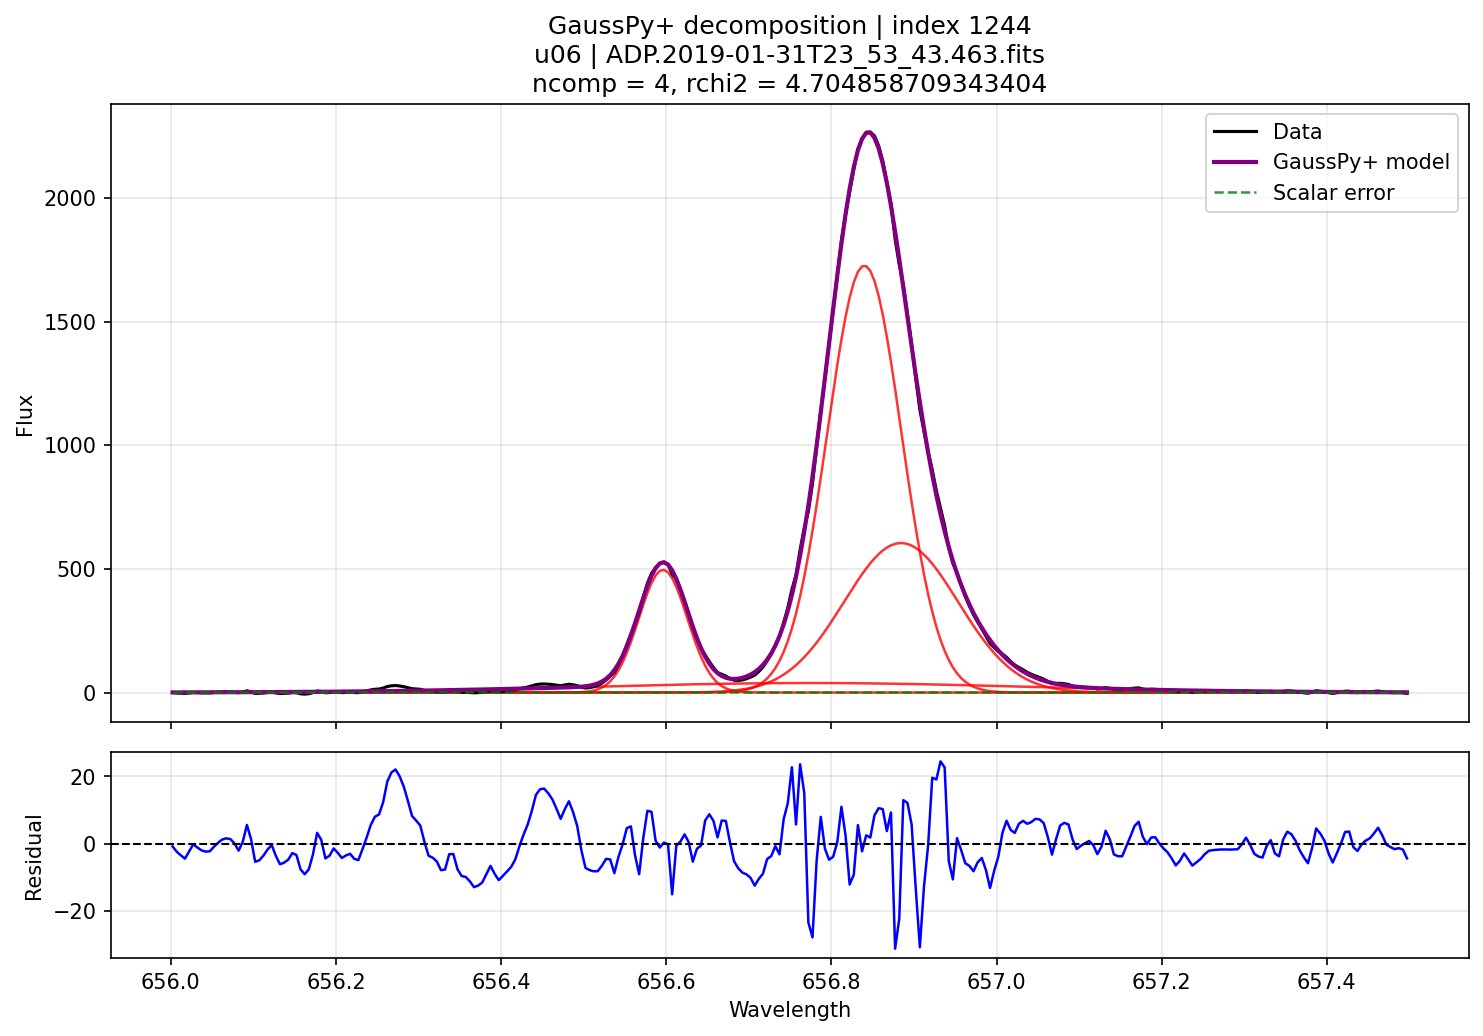 GaussPy+ decomposition | index 1244
u06 | ADP.2019-01-31T23_53_43.463.fits
ncomp = 4, rchi2 = 4.704858709343404
Data
GaussPy+ model
Scalar error
2000
1500
1000
500
0
Flux
20
0
−20
Residual
656.0 656.2 656.4 656.6 656.8 657.0 657.2 657.4
Wavelength